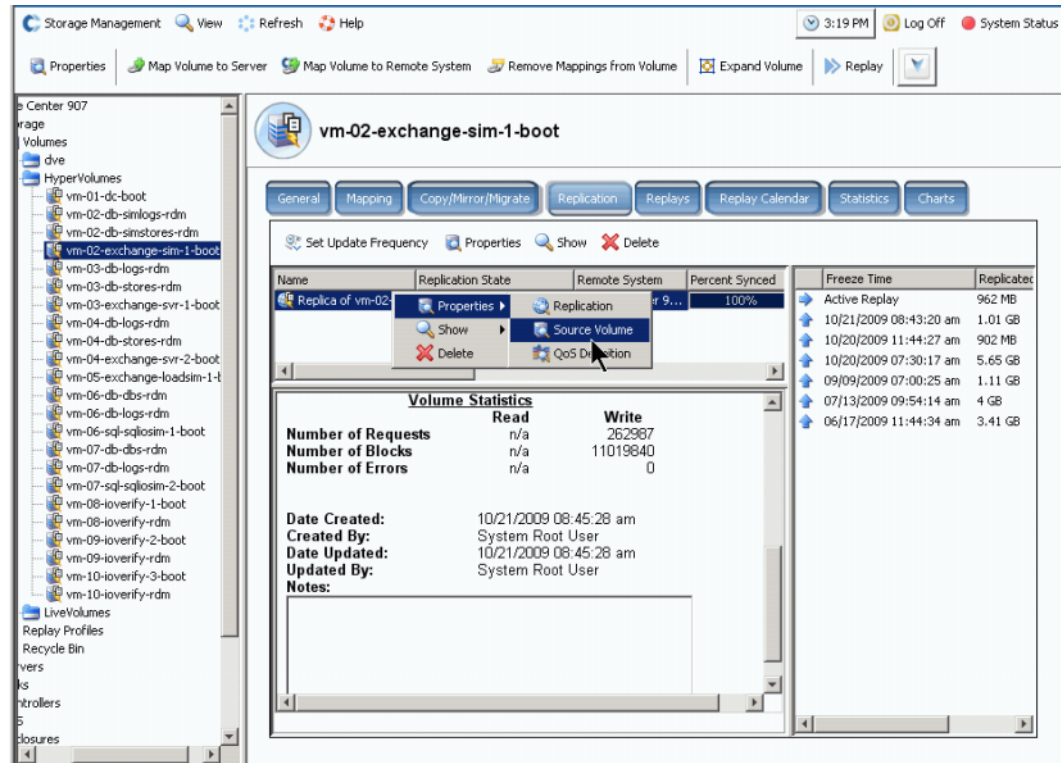 Storage Management View Refresh Help 3:19 PM Log Off System Status
Properties Map Volume to Server Map Volume to Remote System Remove Mappings from Volume Expand Volume Replay
e Center 907
rage
Volumes
dve
HyperVolumes
vm-01-dc-boot
vm-02-db-simlogs-rdm
vm-02-db-simstores-rdm
vm-02-exchange-sim-1-boot
vm-03-db-logs-rdm
vm-03-db-stores-rdm
vm-03-exchange-svr-1-boot
vm-04-db-logs-rdm
vm-04-db-stores-rdm
vm-04-exchange-svr-2-boot
vm-05-exchange-loadsim-1-b
vm-06-db-dbs-rdm
vm-06-db-logs-rdm
vm-06-sql-sqliosim-1-boot
vm-07-db-dbs-rdm
vm-07-db-logs-rdm
vm-07-sql-sqliosim-2-boot
vm-08-ioverify-1-boot
vm-08-ioverify-rdm
vm-09-ioverify-2-boot
vm-09-ioverify-rdm
vm-10-ioverify-3-boot
vm-10-ioverify-rdm
LiveVolumes
Replay Profiles
Recycle Bin
rvers
ks
ntrollers
closures
vm-02-exchange-sim-1-boot
General Mapping Copy/Mirror/Migrate Replication Replays Replay Calendar Statistics Charts
Set Update Frequency Properties Show Delete
Name Replication State Remote System Percent Synced
Replica of vm-02- er 9... 100%
Properties
Show
Delete
Replication
Source Volume
QoS Definition
Volume Statistics
Read Write
Number of Requests n/a 262987
Number of Blocks n/a 11019840
Number of Errors n/a 0
Date Created: 10/21/2009 08:45:28 am
Created By: System Root User
Date Updated: 10/21/2009 08:45:28 am
Updated By: System Root User
Notes:
Freeze Time Replicated
Active Replay 962 MB
10/21/2009 08:43:20 am 1.01 GB
10/20/2009 11:44:27 am 902 MB
10/20/2009 07:30:17 am 5.65 GB
09/09/2009 07:00:25 am 1.11 GB
07/13/2009 09:54:14 am 4 GB
06/17/2009 11:44:34 am 3.41 GB